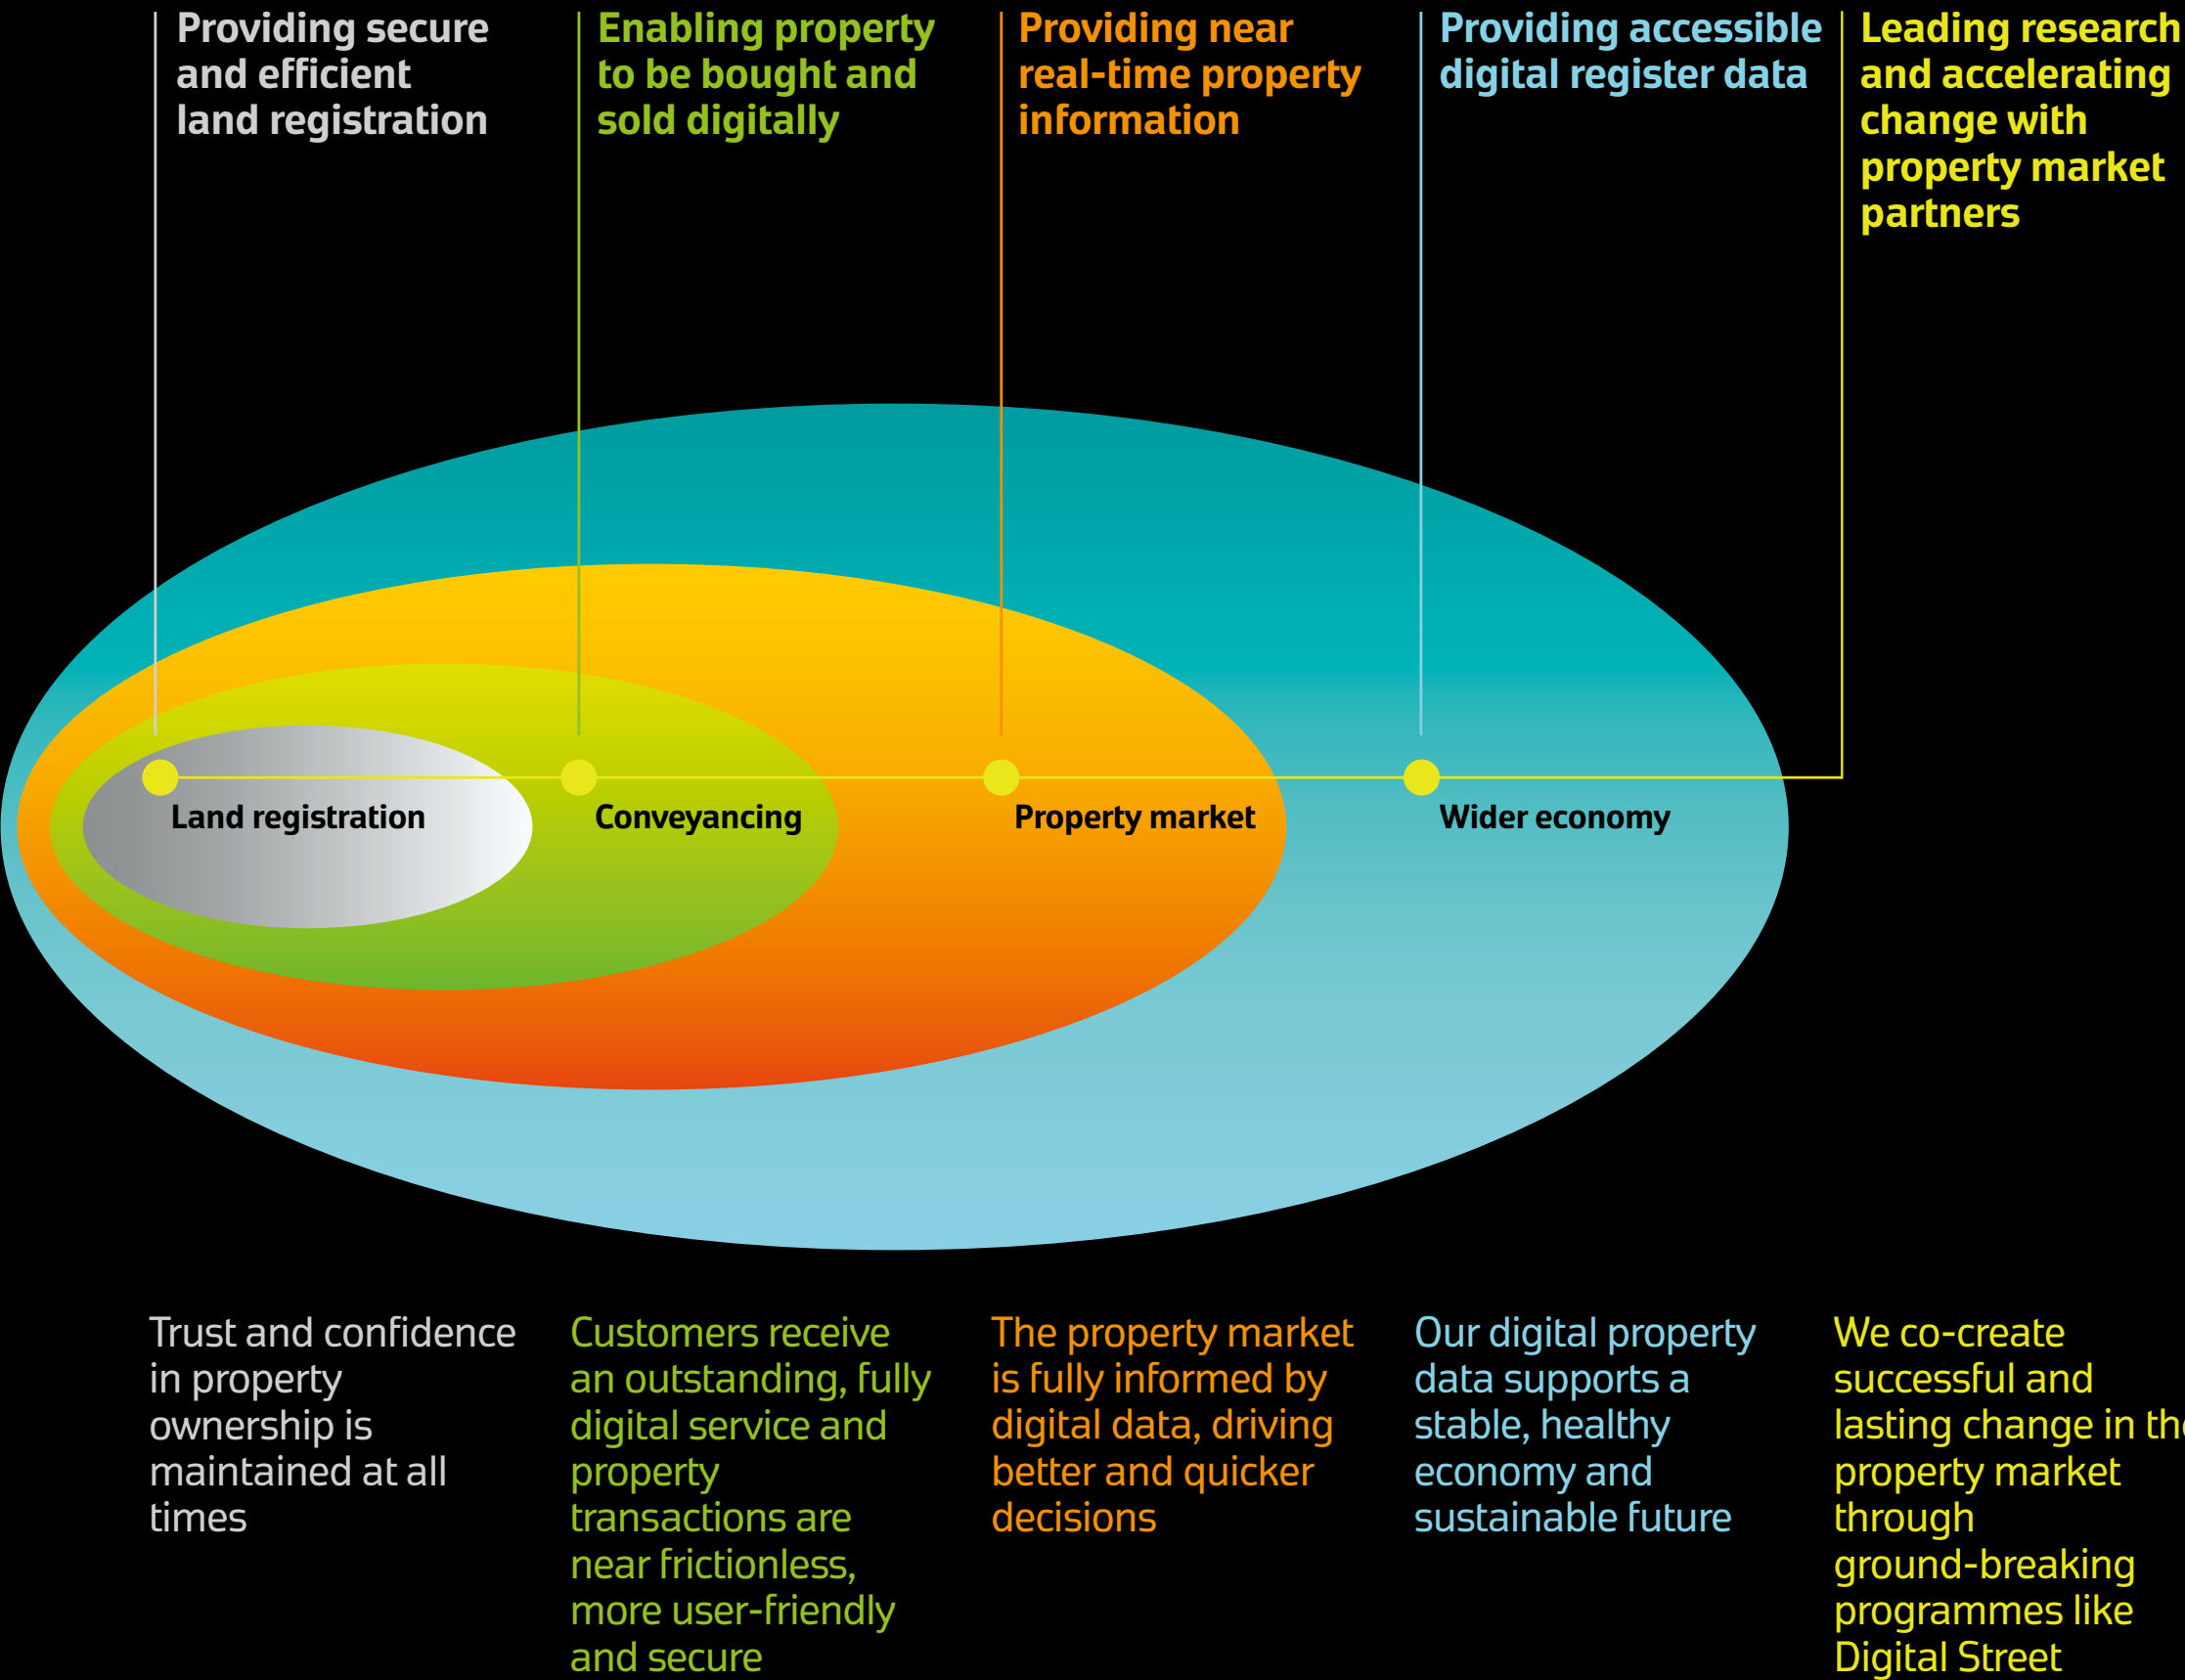 Providing secure
and efficient
land registration
Enabling property
to be bought and
sold digitally
Providing near
real-time property
information
Providing accessible
digital register data
Leading research
and accelerating
change with
property market
partners
Land registration
Conveyancing
Property market
Wider economy
Trust and confidence
in property
ownership is
maintained at all
times
Customers receive
an outstanding, fully
digital service and
property
transactions are
near frictionless,
more user-friendly
and secure
The property market
is fully informed by
digital data, driving
better and quicker
decisions
Our digital property
data supports a
stable, healthy
economy and
sustainable future
We co-create
successful and
lasting change in the
property market
through
ground-breaking
programmes like
Digital Street